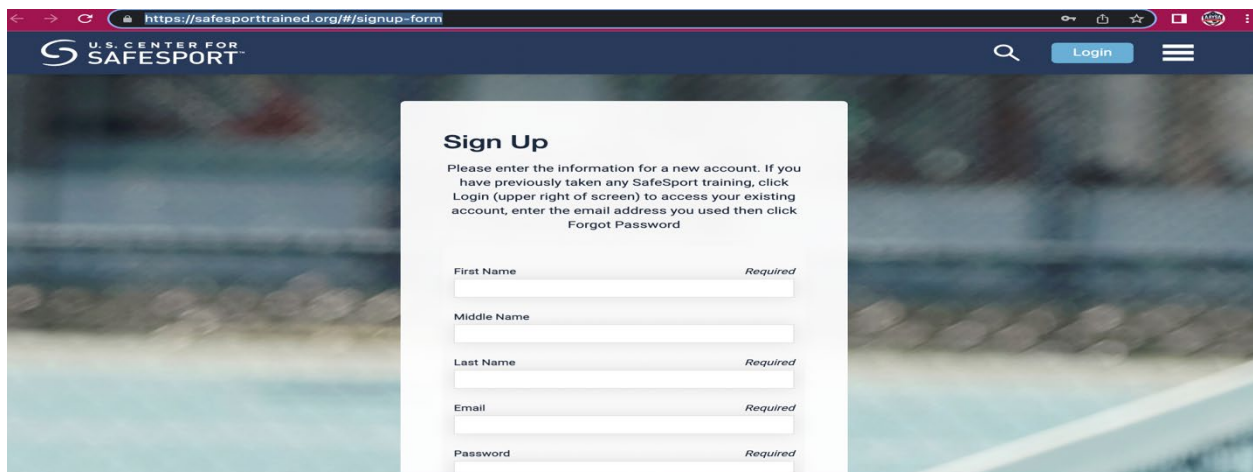 https://safesporttrained.org/#/signup-form
U.S. CENTER FOR
SAFESPORT™
Login
Sign Up
Please enter the information for a new account. If you
have previously taken any SafeSport training, click
Login (upper right of screen) to access your existing
account, enter the email address you used then click
Forgot Password
First Name Required
Middle Name
Last Name Required
Email Required
Password Required